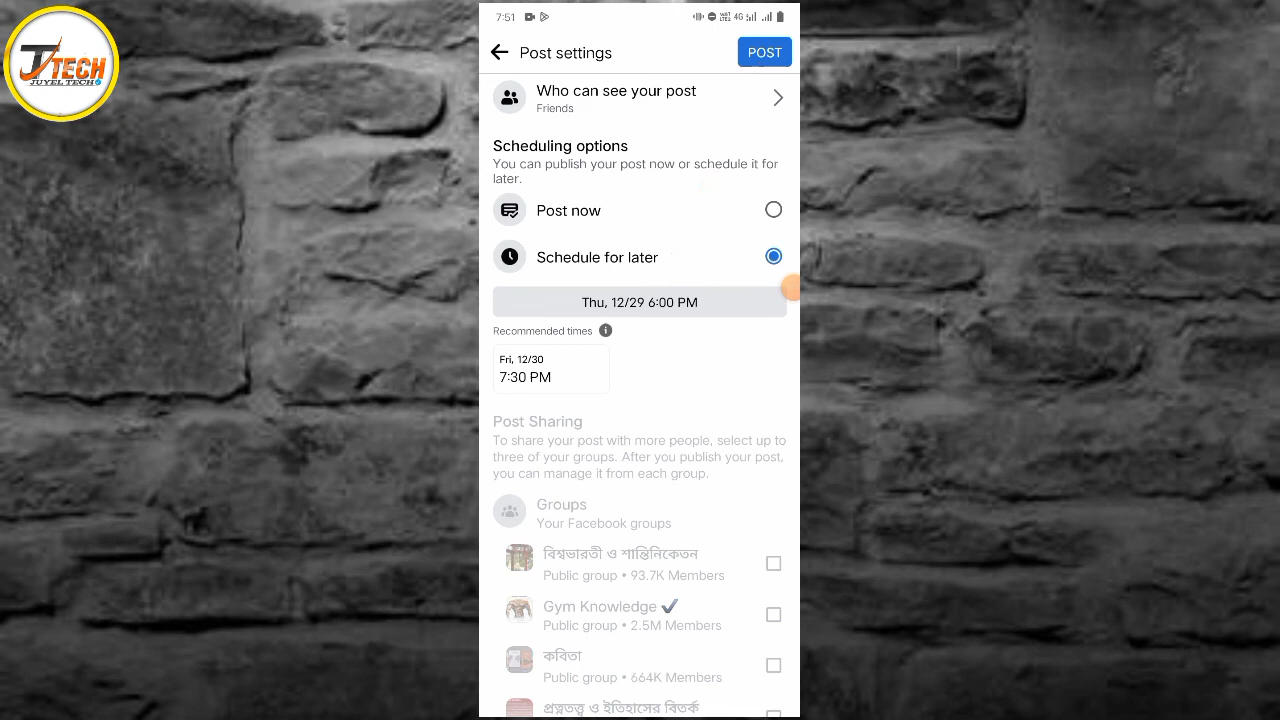 TECH
JUYEL TECH
7:51
4G
Post settings
POST
Who can see your post
Friends
Scheduling options
You can publish your post now or schedule it for
later.
Post now
Schedule for later
Thu, 12/29 6:00 PM
Recommended times
Fri, 12/30
7:30 PM
Post Sharing
To share your post with more people, select up to
three of your groups. After you publish your post,
you can manage it from each group.
Groups
Your Facebook groups
বিশ্বভারতী ও শান্তিনিকেতন
Public group • 93.7K Members
Gym Knowledge ✔
Public group • 2.5M Members
কবিতা
Public group • 664K Members
প্রত্নতত্ত্ব ও ইতিহাসের বিতর্ক